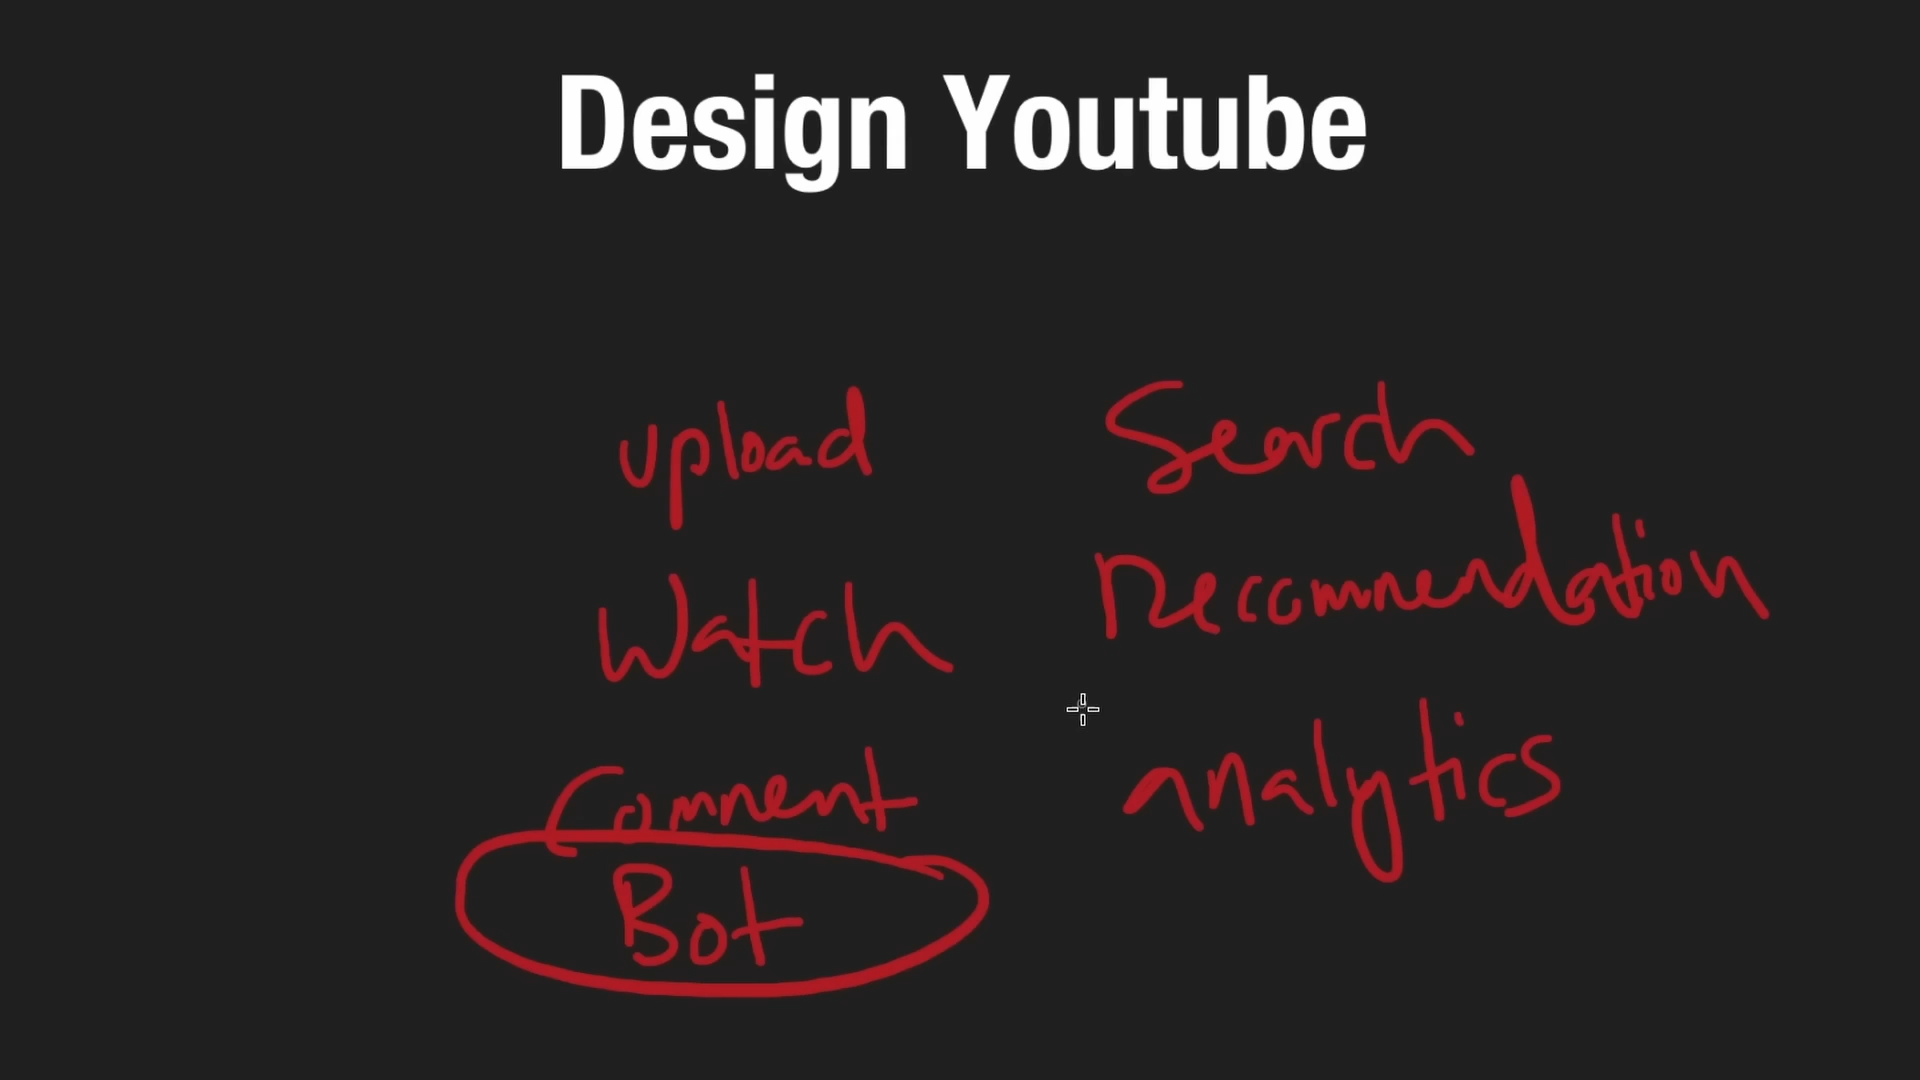 Design Youtube
upload
Watch
Comment
Bot
Search
Recommendation
analytics